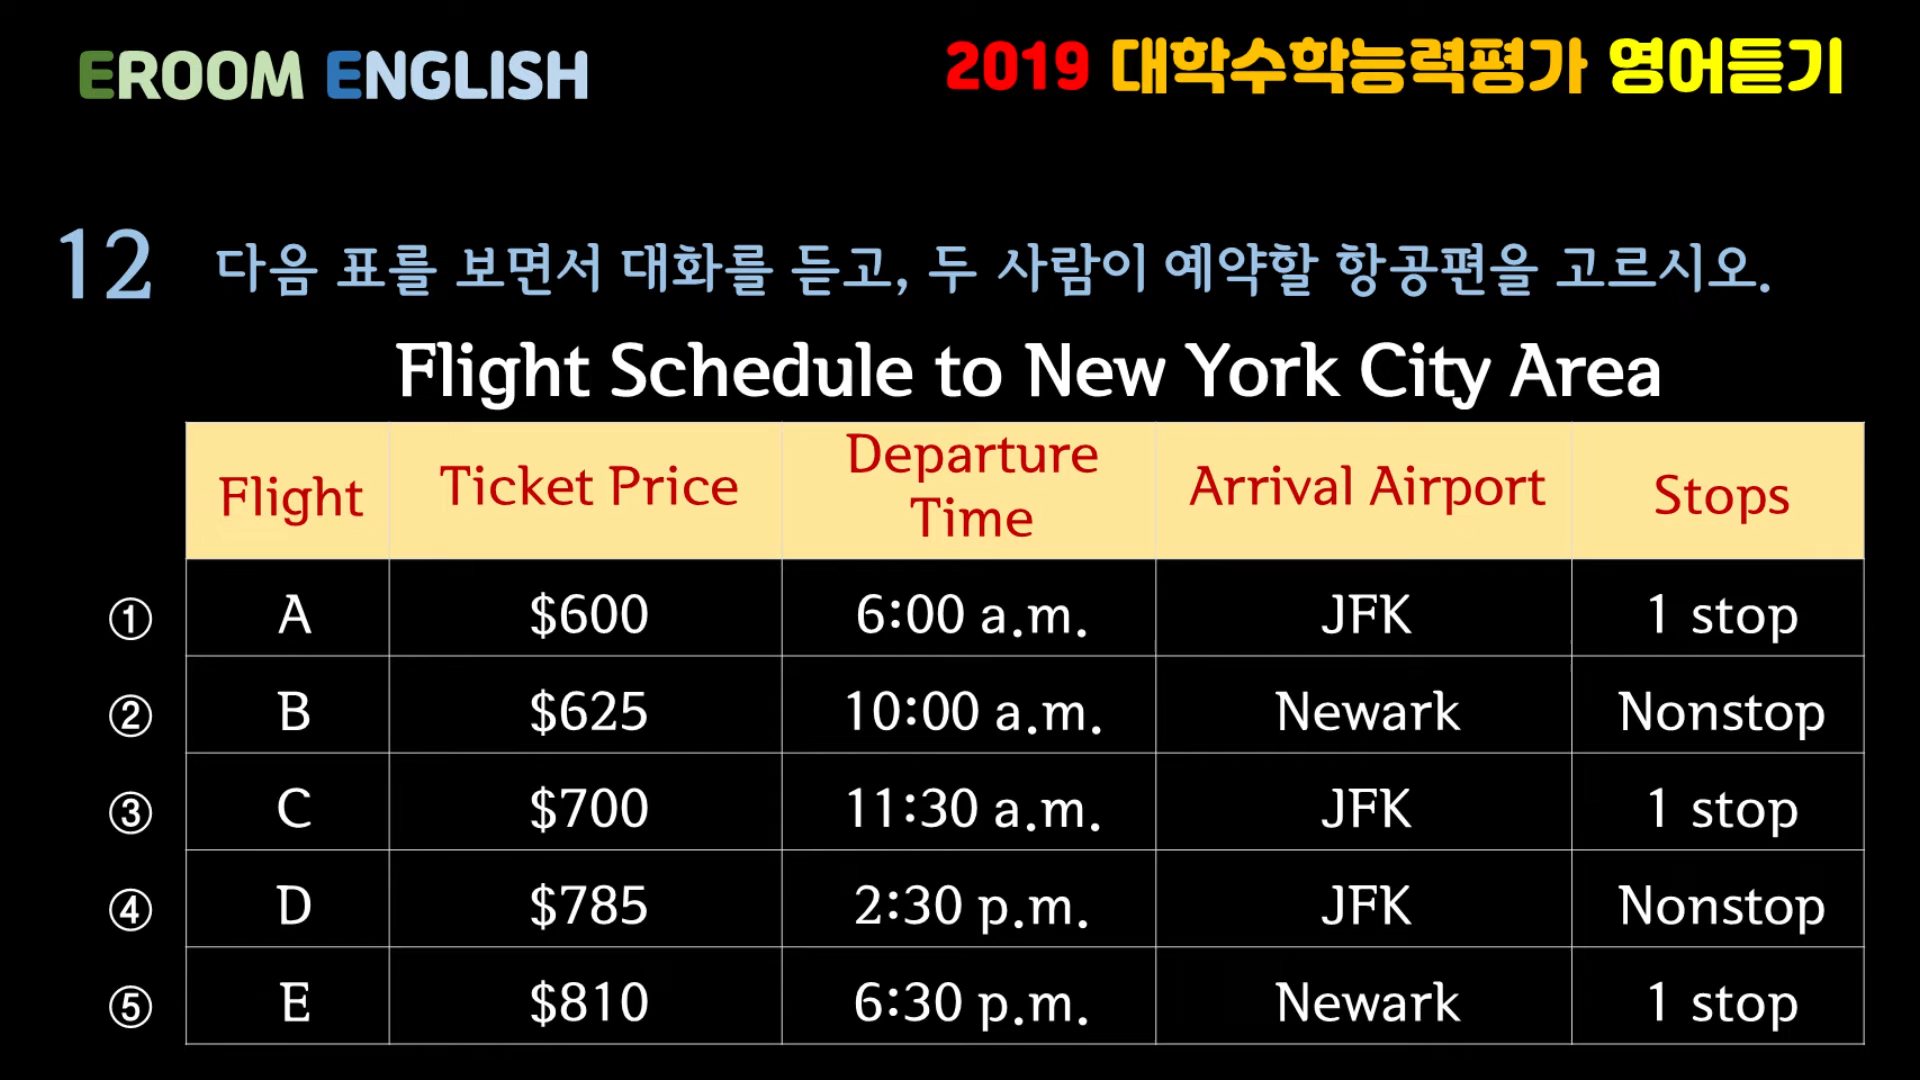 EROOM ENGLISH
2019 대학수학능력평가 영어듣기
12 다음 표를 보면서 대화를 듣고, 두 사람이 예약할 항공편을 고르시오.
Flight Schedule to New York City Area
Flight Ticket Price Departure Time Arrival Airport Stops
① A $600 6:00 a.m. JFK 1 stop
② B $625 10:00 a.m. Newark Nonstop
③ C $700 11:30 a.m. JFK 1 stop
④ D $785 2:30 p.m. JFK Nonstop
⑤ E $810 6:30 p.m. Newark 1 stop